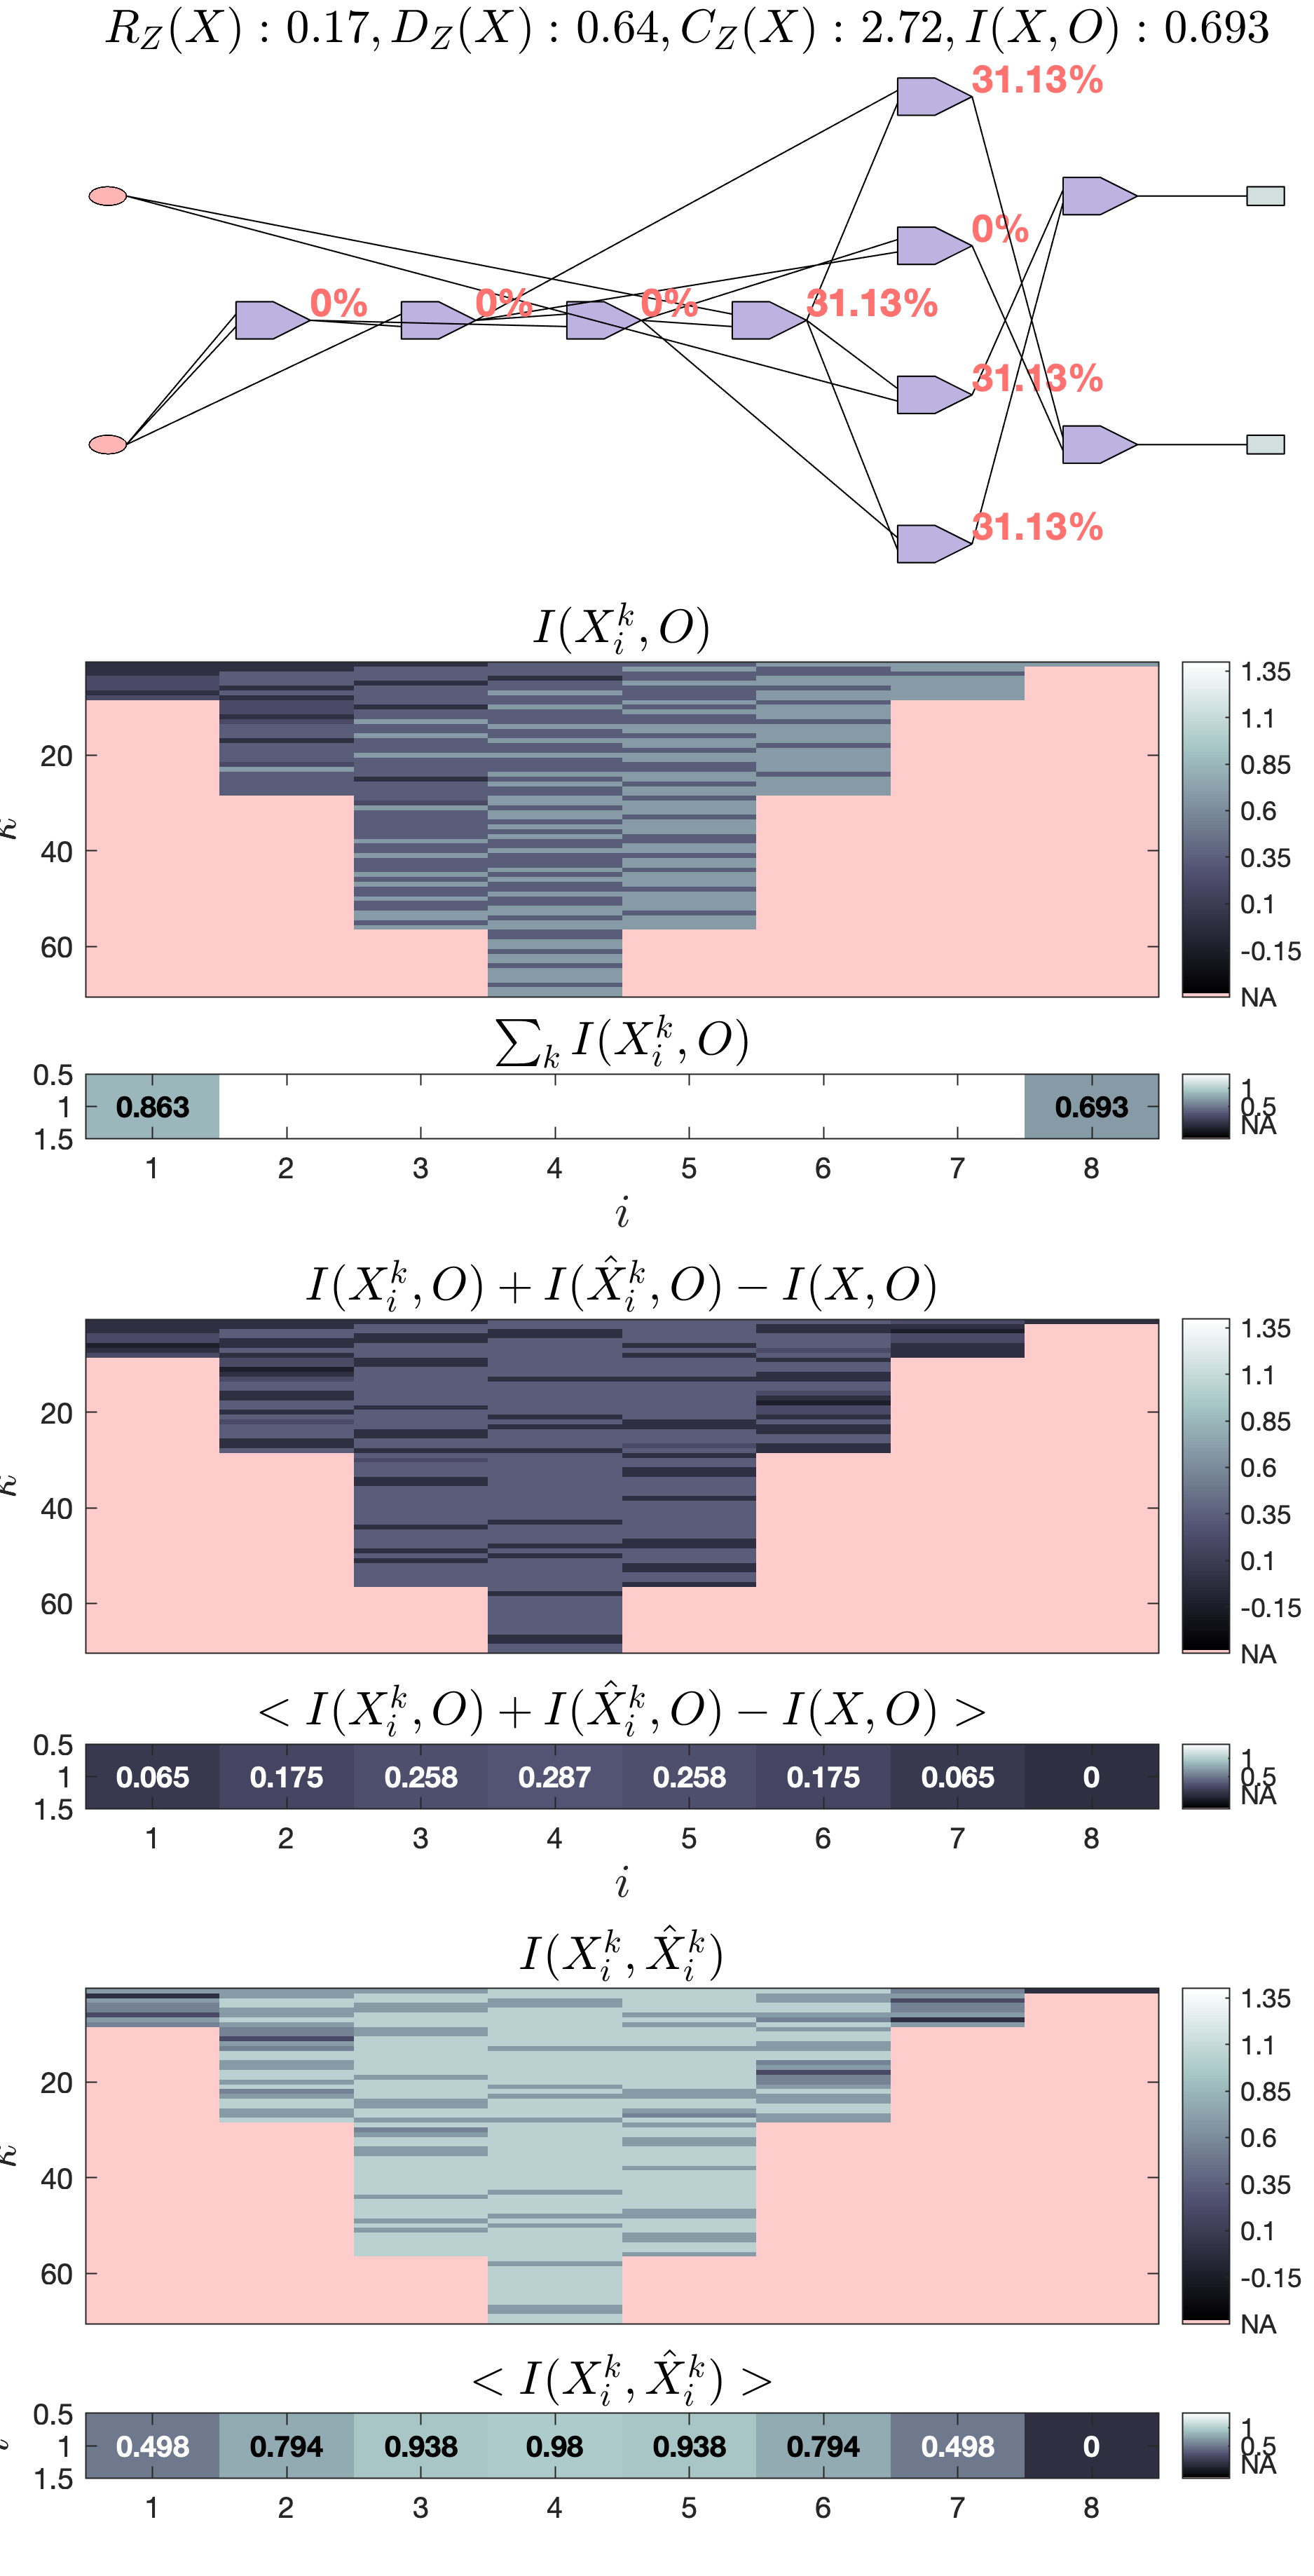 R_Z(X) : 0.17, D_Z(X) : 0.64, C_Z(X) : 2.72, I(X, O) : 0.693
31.13%
0%
0% 0% 0% 31.13%
31.13%
31.13%
I(X_i^k, O)
20
40
60
k
1.35
1.1
0.85
0.6
0.35
0.1
-0.15
NA
∑_k I(X_i^k, O)
0.5
1
1.5
0.863 0.693
1
0.5
NA
1 2 3 4 5 6 7 8
i
I(X_i^k, O) + I(X̂_i^k, O) − I(X, O)
20
40
60
k
1.35
1.1
0.85
0.6
0.35
0.1
-0.15
NA
< I(X_i^k, O) + I(X̂_i^k, O) − I(X, O) >
0.5
1
1.5
0.065 0.175 0.258 0.287 0.258 0.175 0.065 0
1
0.5
NA
1 2 3 4 5 6 7 8
i
I(X_i^k, X̂_i^k)
20
40
60
k
1.35
1.1
0.85
0.6
0.35
0.1
-0.15
NA
< I(X_i^k, X̂_i^k) >
0.5
1
1.5
0.498 0.794 0.938 0.98 0.938 0.794 0.498 0
1
0.5
NA
1 2 3 4 5 6 7 8